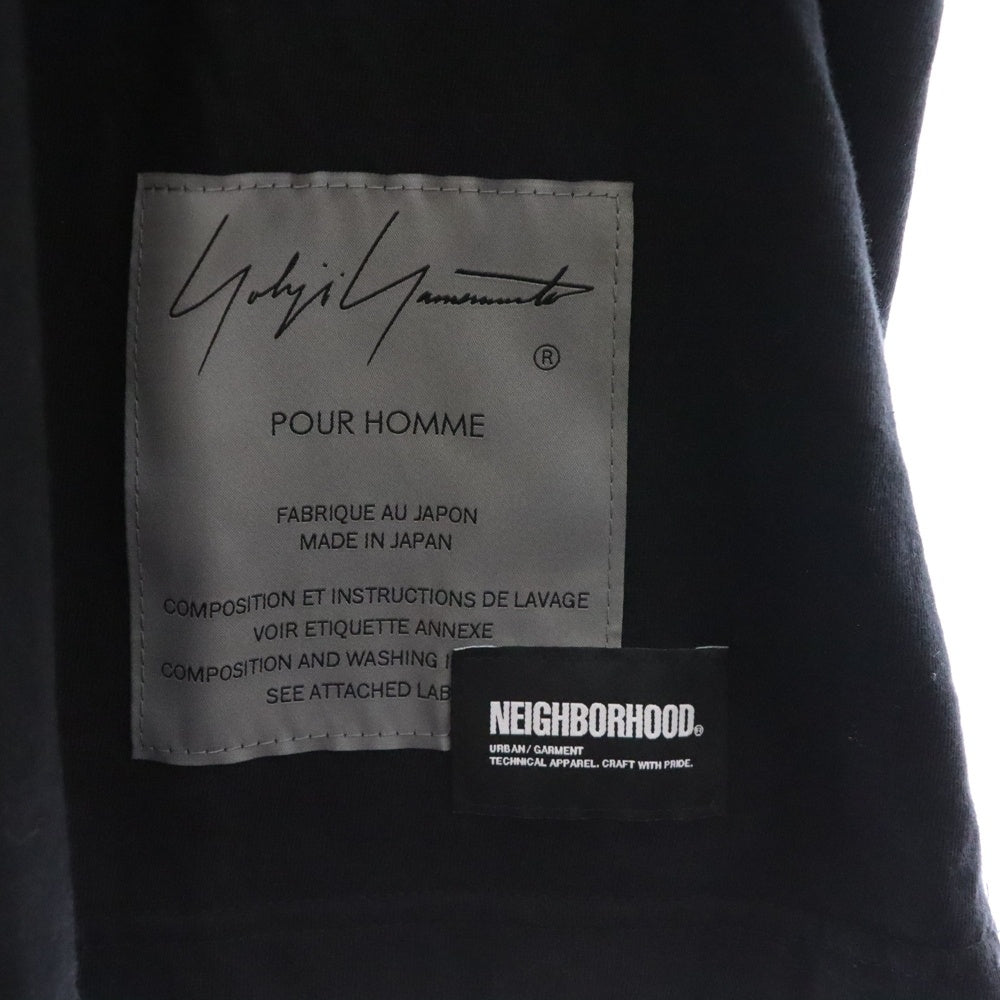 Yohji Yamamoto
®
POUR HOMME
FABRIQUE AU JAPON
MADE IN JAPAN
COMPOSITION ET INSTRUCTIONS DE LAVAGE
VOIR ETIQUETTE ANNEXE
COMPOSITION AND WASHING
SEE ATTACHED LAB
NEIGHBORHOOD®
URBAN/ GARMENT
TECHNICAL APPAREL. CRAFT WITH PRIDE.